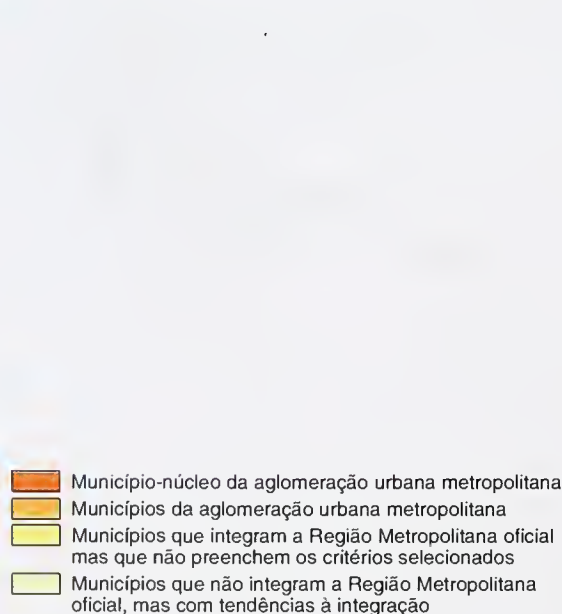 Município-núcleo da aglomeração urbana metropolitana
Municípios da aglomeração urbana metropolitana
Municípios que integram a Região Metropolitana oficial
mas que não preenchem os critérios selecionados
Municípios que não integram a Região Metropolitana
oficial, mas com tendências à integração